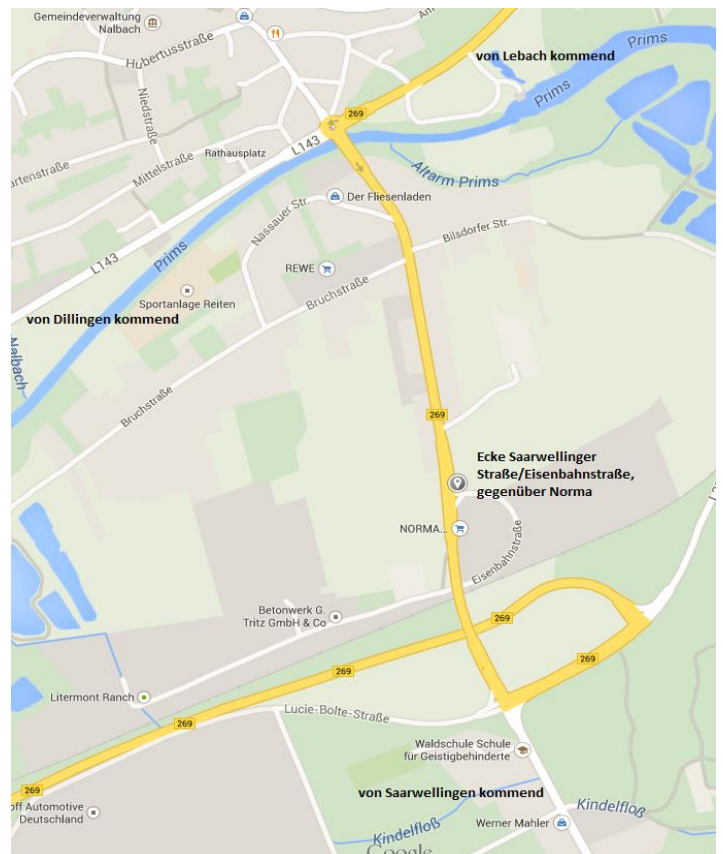 Gemeindeverwaltung
Nalbach
Hubertusstraße
Am
von Lebach kommend
Prims
Prims
Niedstraße
269
L143
artenstraße
Mittelstraße
Rathausplatz
Altarm Prims
Nassauer Str.
Der Fliesenladen
Bilsdorfer Str.
L143
Prims
REWE
Bruchstraße
Sportanlage Reiten
von Dillingen kommend
Nalbach
Bruchstraße
269
Ecke Saarwellinger
Straße/Eisenbahnstraße,
gegenüber Norma
NORMA...
Eisenbahnstraße
Betonwerk G.
Tritz GmbH & Co
269
269
269
Litermont Ranch
Lucie-Bolte-Straße
269
Waldschule Schule
für Geistigbehinderte
269
off Automotive
Deutschland
von Saarwellingen kommend
Kindelfloß
Kindelfloß
Werner Mahler
Google